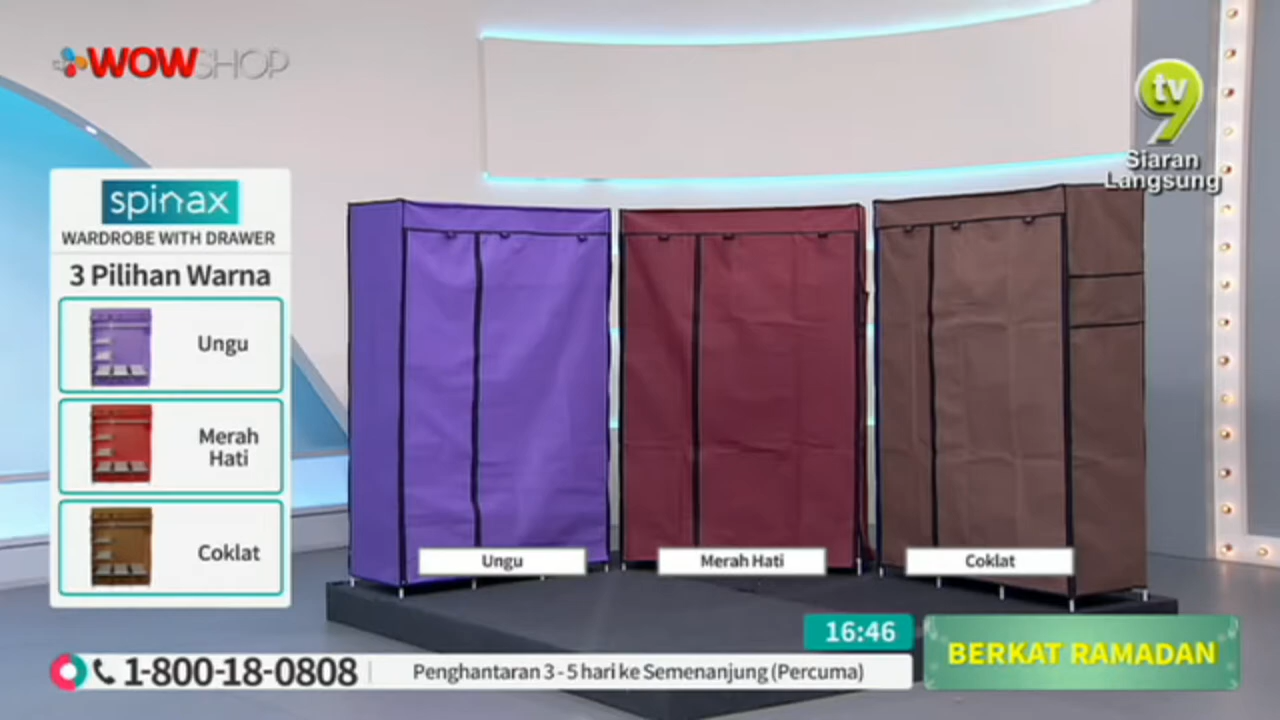 WOWSHOP
tv9
Siaran
Langsung
spinax
WARDROBE WITH DRAWER
3 Pilihan Warna
Ungu
Merah
Hati
Coklat
Ungu
Merah Hati
Coklat
16:46
BERKAT RAMADAN
1-800-18-0808
Penghantaran 3 - 5 hari ke Semenanjung (Percuma)